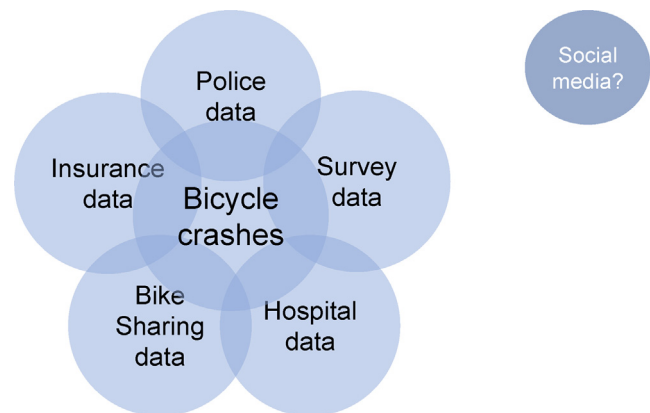 Police
data
Social
media?
Insurance
data
Survey
data
Bicycle
crashes
Bike
Sharing
data
Hospital
data